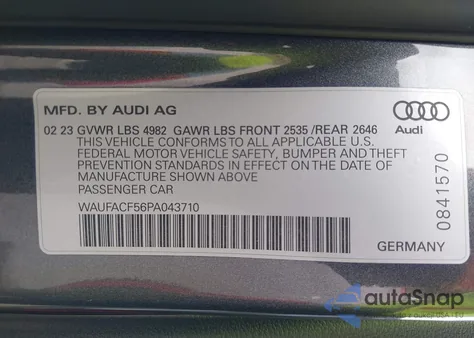 MFD. BY AUDI AG
Audi
02 23 GVWR LBS 4982 GAWR LBS FRONT 2535 /REAR 2646
THIS VEHICLE CONFORMS TO ALL APPLICABLE U.S.
FEDERAL MOTOR VEHICLE SAFETY, BUMPER AND THEFT
PREVENTION STANDARDS IN EFFECT ON THE DATE OF
MANUFACTURE SHOWN ABOVE
PASSENGER CAR
WAUFACF56PA043710
0841570
GERMANY
autoSnap